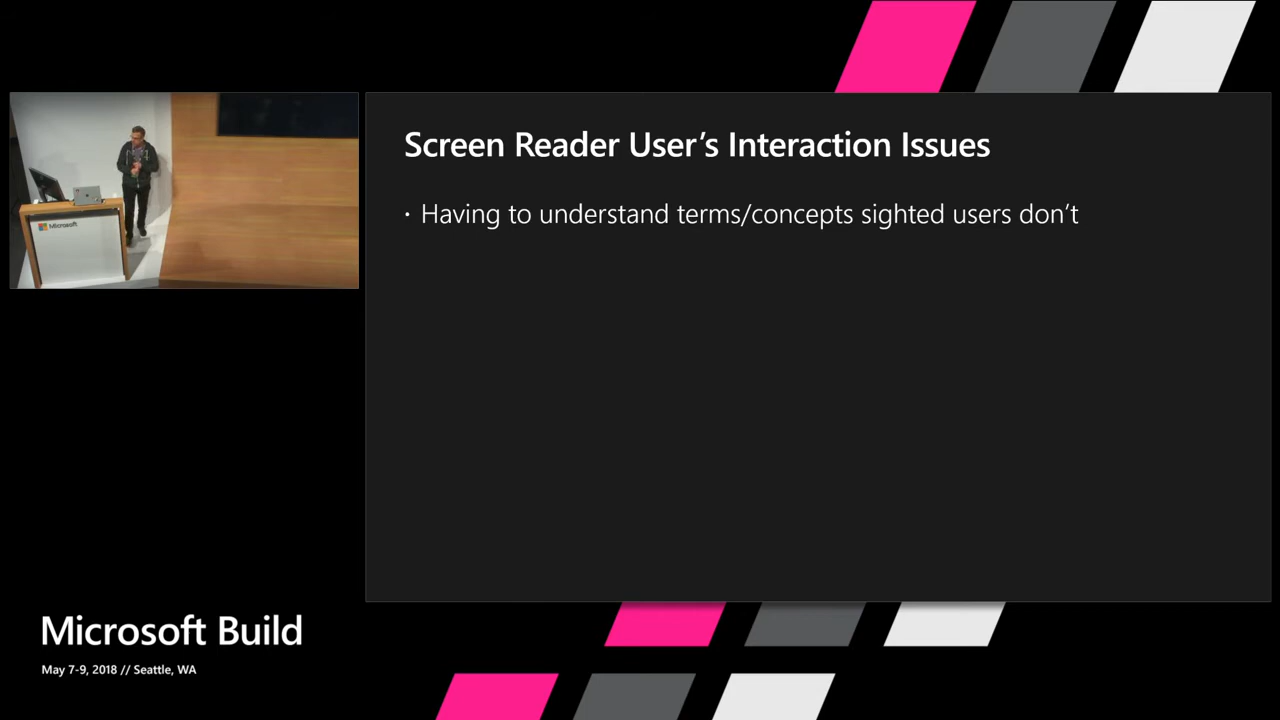 Screen Reader User’s Interaction Issues
• Having to understand terms/concepts sighted users don’t
Microsoft
Microsoft Build
May 7-9, 2018 // Seattle, WA